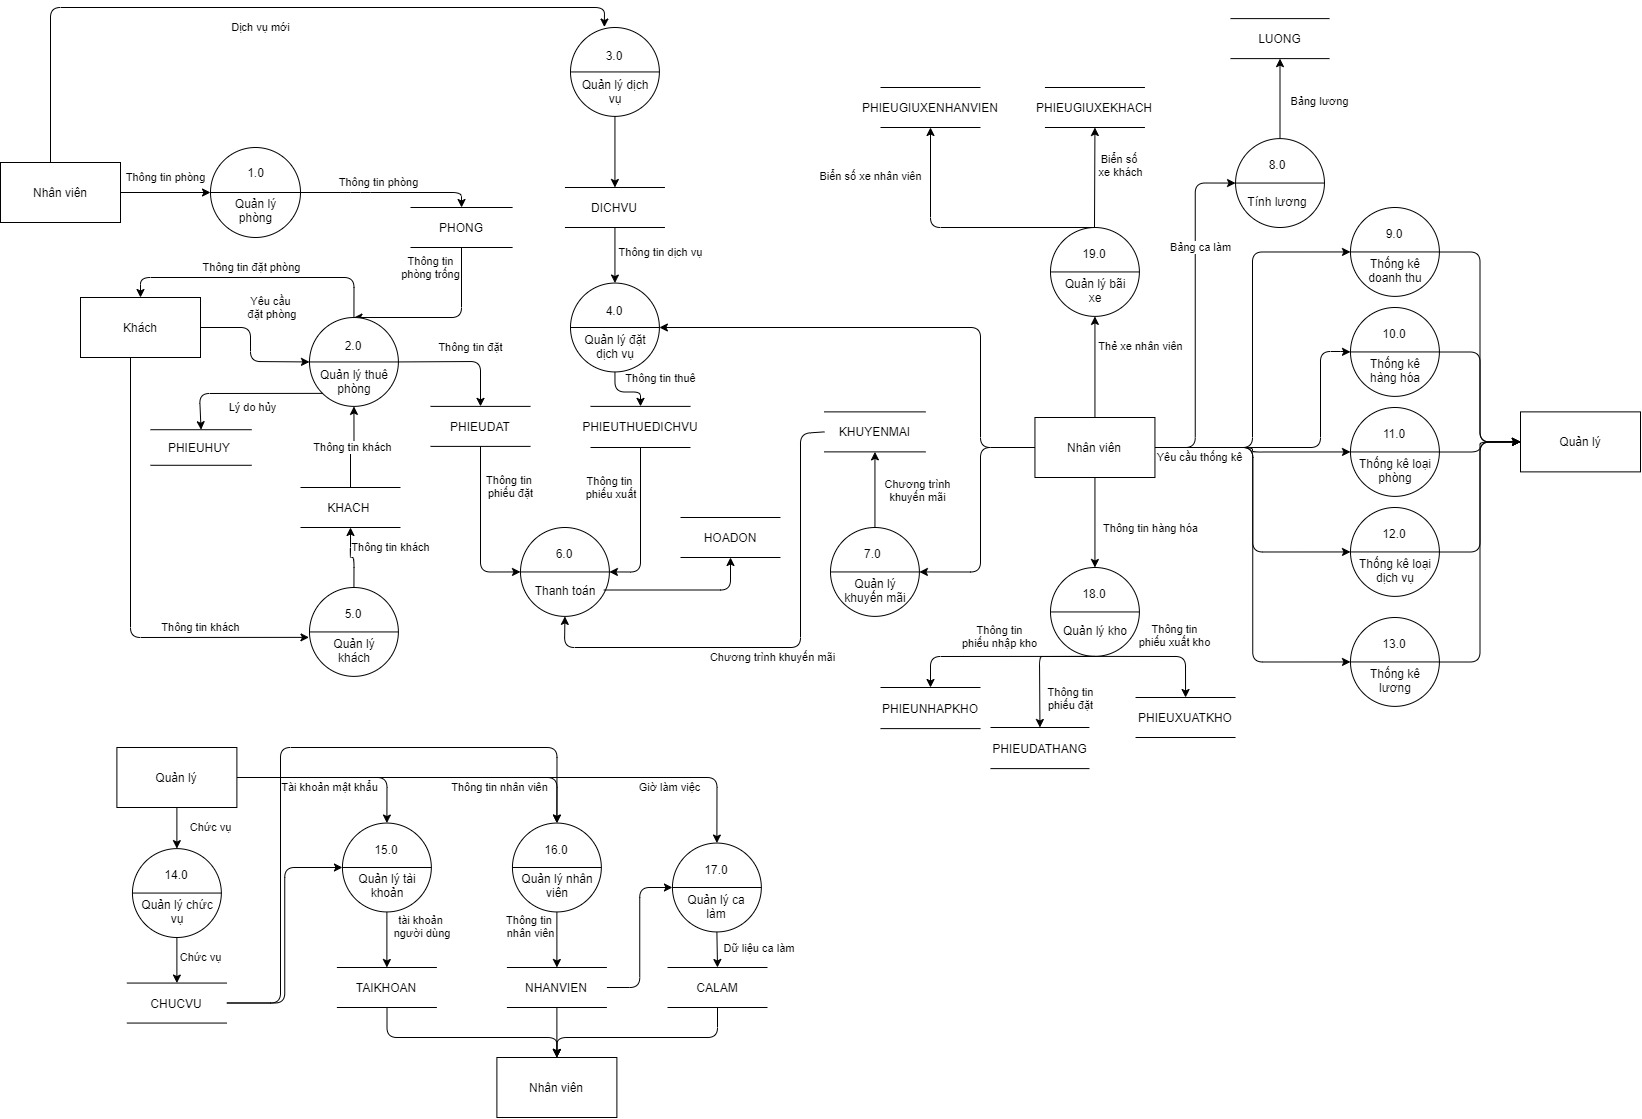 Dịch vụ mới
3.0
Quản lý dịch
vụ
LUONG
Bảng lương
PHIEUGIUXENHANVIEN
PHIEUGIUXEKHACH
Biển số xe nhân viên
Biển số
xe khách
8.0
Tính lương
Nhân viên
Thông tin phòng
1.0
Quản lý
phòng
Thông tin phòng
PHONG
Thông tin
phòng trống
DICHVU
Thông tin dịch vụ
Bảng ca làm
19.0
Quản lý bãi
xe
Thẻ xe nhân viên
9.0
Thống kê
doanh thu
Thông tin đặt phòng
Khách
Yêu cầu
đặt phòng
2.0
Quản lý thuê
phòng
Thông tin đặt
4.0
Quản lý đặt
dịch vụ
Thông tin thuê
10.0
Thống kê
hàng hóa
Lý do hủy
PHIEUHUY
Thông tin khách
PHIEUDAT
PHIEUTHUEDICHVU
KHUYENMAI
Nhân viên
Yêu cầu thống kê
11.0
Thống kê loại
phòng
Quản lý
Thông tin
phiếu đặt
Thông tin
phiếu xuất
Chương trình
khuyến mãi
KHACH
Thông tin khách
HOADON
Thông tin hàng hóa
12.0
Thống kê loại
dịch vụ
6.0
Thanh toán
7.0
Quản lý
khuyến mãi
18.0
Quản lý kho
5.0
Quản lý
khách
Thông tin khách
Chương trình khuyến mãi
Thông tin
phiếu nhập kho
Thông tin
phiếu xuất kho
13.0
Thống kê
lương
PHIEUNHAPKHO
Thông tin
phiếu đặt
PHIEUXUATKHO
PHIEUDATHANG
Quản lý
Tài khoản mật khẩu
Thông tin nhân viên
Giờ làm việc
Chức vụ
14.0
Quản lý chức
vụ
15.0
Quản lý tài
khoản
16.0
Quản lý nhân
viên
17.0
Quản lý ca
làm
Chức vụ
tài khoản
người dùng
Thông tin
nhân viên
Dữ liệu ca làm
CHUCVU
TAIKHOAN
NHANVIEN
CALAM
Nhân viên